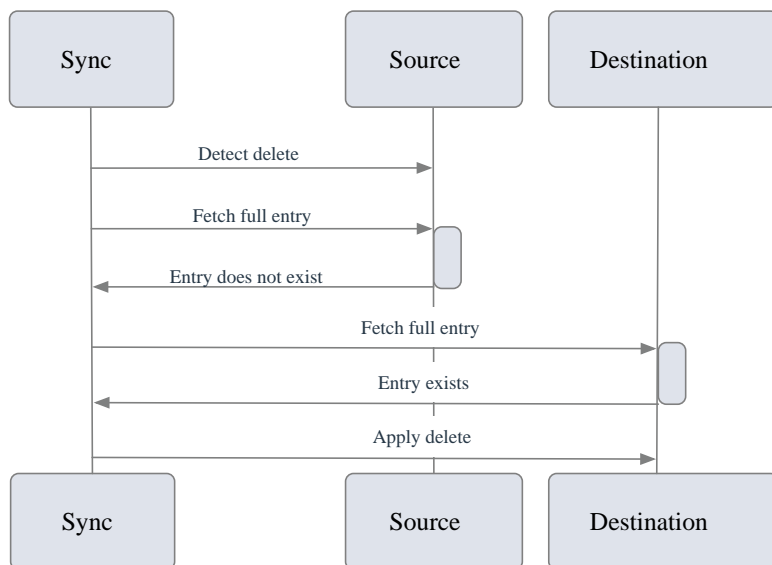 Sync
Source
Destination
Detect delete
Fetch full entry
Entry does not exist
Fetch full entry
Entry exists
Apply delete
Sync
Source
Destination